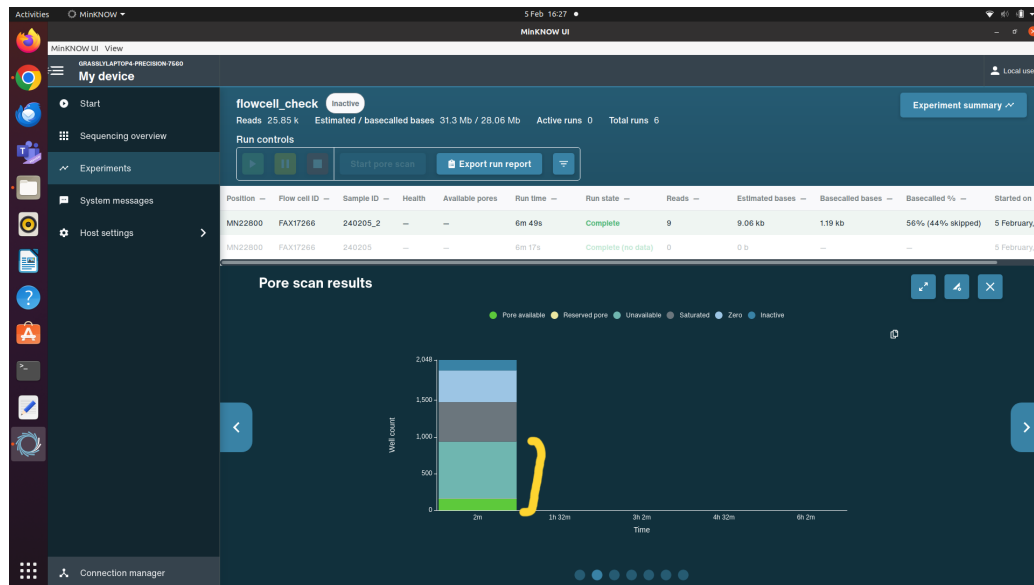 Activities MinKNOW 5 Feb 16:27
MinKNOW UI
MinKNOW UI View
GRASSLYLAPTOP4-PRECISION-7560
My device
Local use
Start
Sequencing overview
Experiments
System messages
Host settings
Connection manager
flowcell_check Inactive
Experiment summary
Reads 25.85 k Estimated / basecalled bases 31.3 Mb / 28.06 Mb Active runs 0 Total runs 6
Run controls
Start pore scan Export run report
Position Flow cell ID Sample ID Health Available pores Run time Run state Reads Estimated bases Basecalled bases Basecalled % Started on
MN22800 FAX17266 240205_2 – – 6m 49s Complete 9 9.06 kb 1.19 kb 56% (44% skipped) 5 February,
MN22800 FAX17266 240205 – – 6m 17s Complete (no data) 0 0 b – – 5 February,
Pore scan results
Pore available Reserved pore Unavailable Saturated Zero Inactive
2,048
1,500
1,000
500
0
Well count
2m 1h 32m 3h 2m 4h 32m 6h 2m
Time